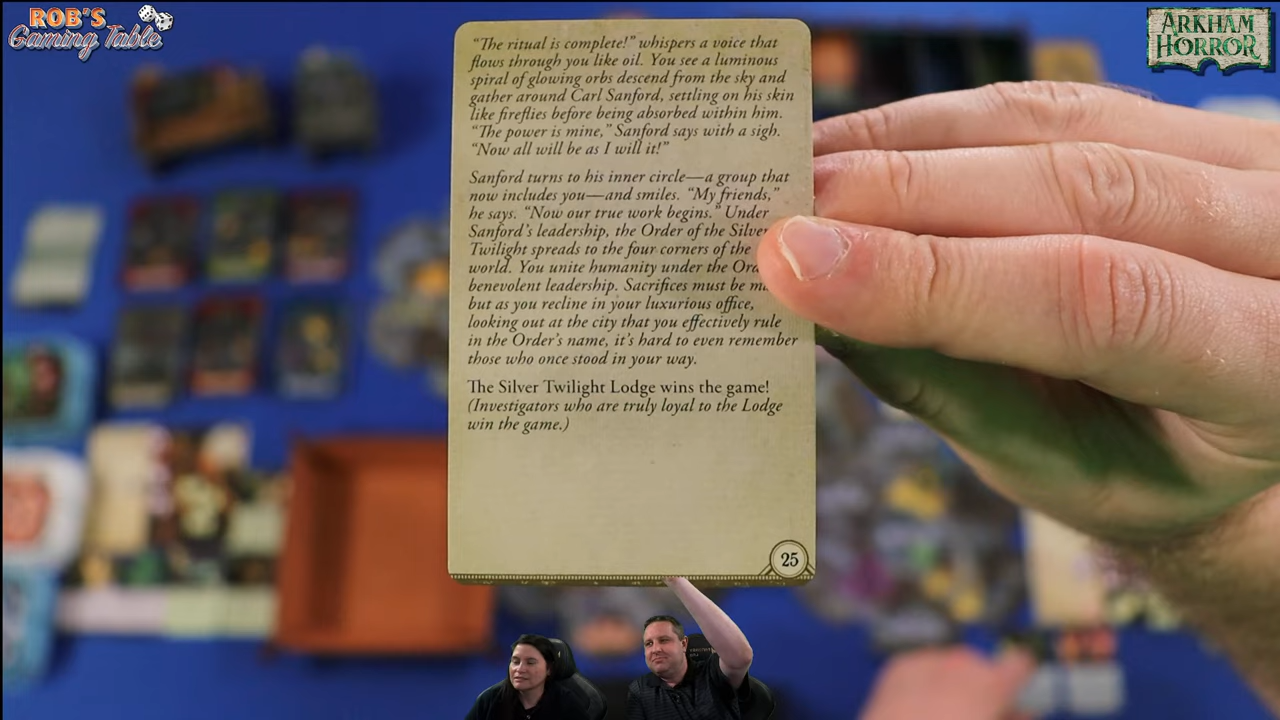 ROB'S
Gaming Table
ARKHAM
HORROR
“The ritual is complete!” whispers a voice that
flows through you like oil. You see a luminous
spiral of glowing orbs descend from the sky and
gather around Carl Sanford, settling on his skin
like fireflies before being absorbed within him.
“The power is mine,” Sanford says with a sigh.
“Now all will be as I will it!”
Sanford turns to his inner circle—a group that
now includes you—and smiles. “My friends,”
he says. “Now our true work begins.” Under
Sanford’s leadership, the Order of the Silver
Twilight spreads to the four corners of the
world. You unite humanity under the
benevolent leadership. Sacrifices must be
but as you recline in your luxurious office,
looking out at the city that you effectively rule
in the Order’s name, it’s hard to even remember
those who once stood in your way.
The Silver Twilight Lodge wins the game!
(Investigators who are truly loyal to the Lodge
win the game.)
25